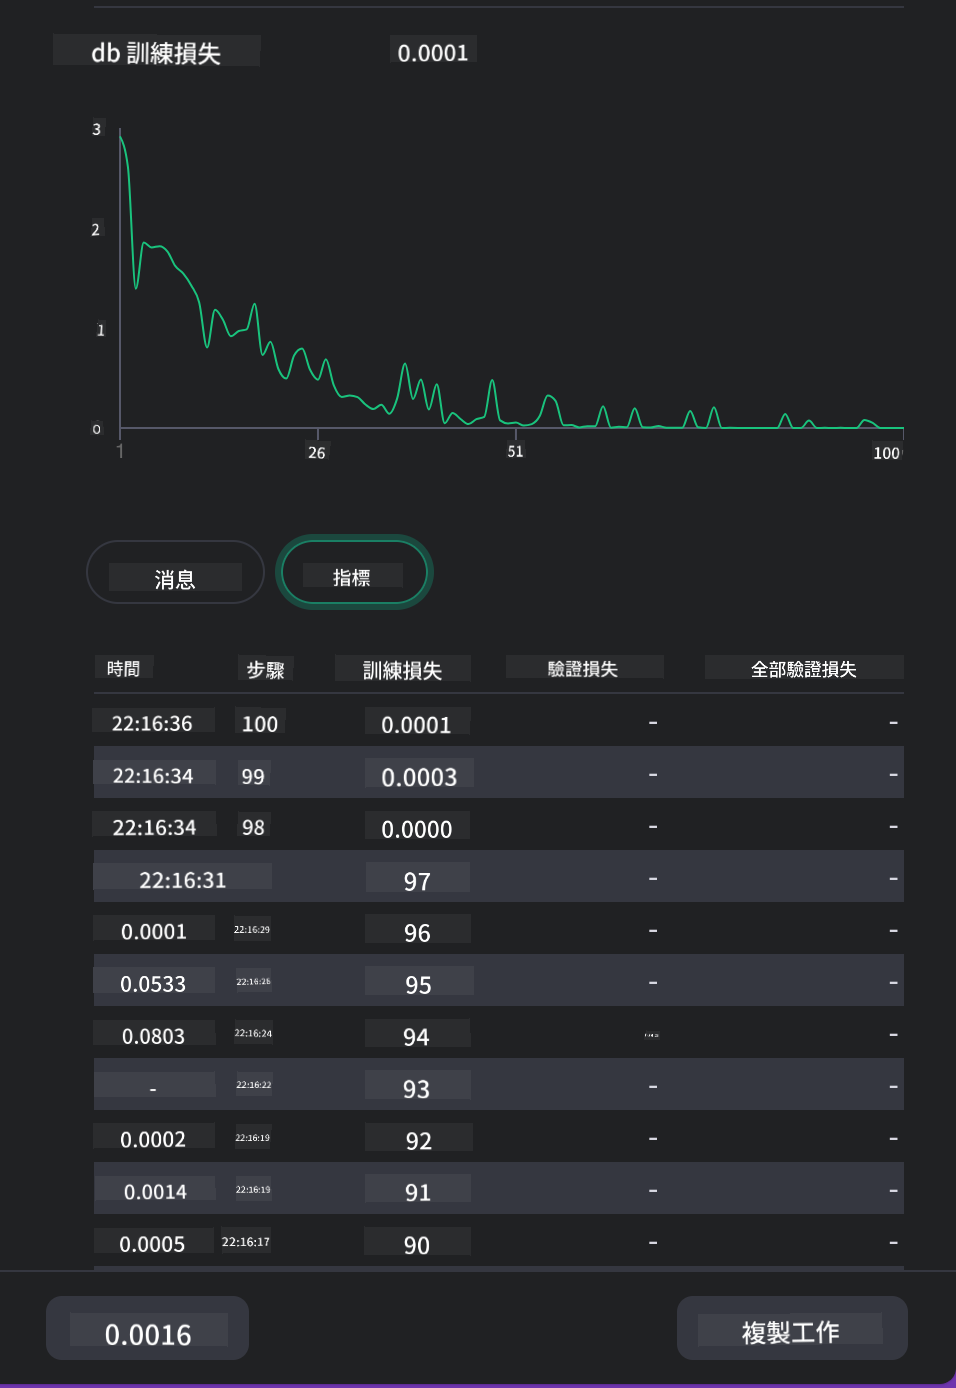 db 訓練損失 0.0001
3
2
1
0
1 26 51 100
消息 指標
時間 步驟 訓練損失 驗證損失 全部驗證損失
22:16:36 100 0.0001 - -
22:16:34 99 0.0003 - -
22:16:34 98 0.0000 - -
22:16:31 97 - -
0.0001 22:16:29 96 - -
0.0533 95 - -
0.0803 22:16:24 94 -
- 22:16:22 93 - -
0.0002 22:16:19 92 - -
0.0014 22:16:19 91 - -
0.0005 22:16:17 90 - -
0.0016 複製工作